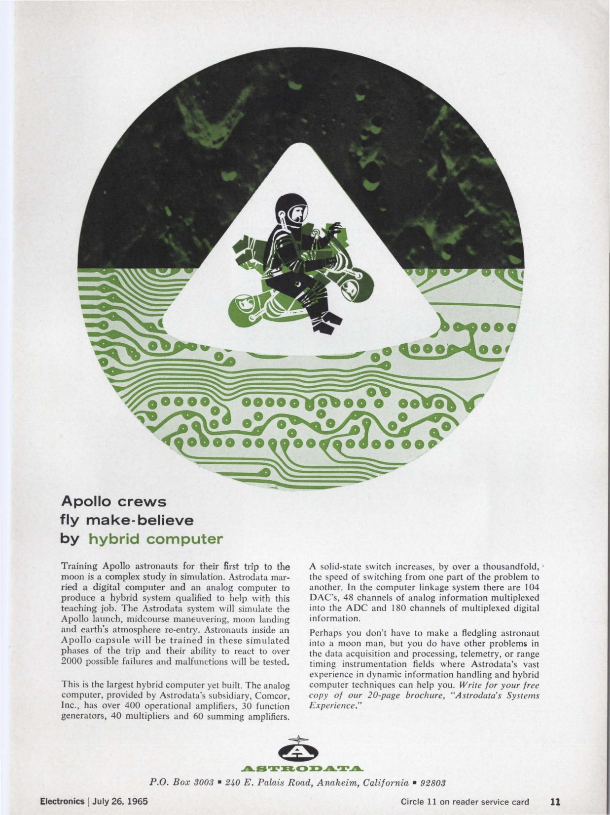 Apollo crews
fly make-believe
by hybrid computer
Training Apollo astronauts for their first trip to the
moon is a complex study in simulation. Astrodata mar-
ried a digital computer and an analog computer to
produce a hybrid system qualified to help with this
teaching job. The Astrodata system will simulate the
Apollo launch, midcourse maneuvering, moon landing
and earth's atmosphere re-entry. Astronauts inside an
Apollo capsule will be trained in these simulated
phases of the trip and their ability to react to over
2000 possible failures and malfunctions will be tested.
This is the largest hybrid computer yet built. The analog
computer, provided by Astrodata's subsidiary, Comcor,
Inc., has over 400 operational amplifiers, 30 function
generators, 40 multipliers and 60 summing amplifiers.
A solid-state switch increases, by over a thousandfold,
the speed of switching from one part of the problem to
another. In the computer linkage system there are 104
DAC's, 48 channels of analog information multiplexed
into the ADC and 180 channels of multiplexed digital
information.
Perhaps you don't have to make a fledgling astronaut
into a moon man, but you do have other problems in
the data acquisition and processing, telemetry, or range
timing instrumentation fields where Astrodata's vast
experience in dynamic information handling and hybrid
computer techniques can help you. Write for your free
copy of our 20-page brochure, "Astrodata's Systems
Experience."
ASTRODATA
P.O. Box 3003 ▪ 240 E. Palais Road, Anaheim, California ▪ 92803
Electronics | July 26, 1965
Circle 11 on reader service card 11